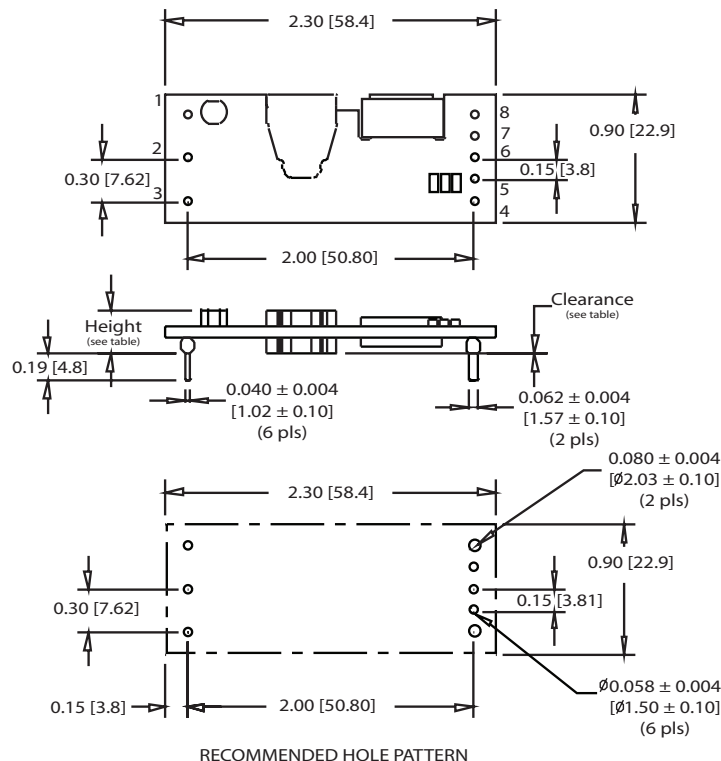 2.30 [58.4]
1
8
7
2
6
0.90 [22.9]
0.30 [7.62]
0.15 [3.8]
3
5
4
2.00 [50.80]
Height
(see table)
Clearance
(see table)
0.19 [4.8]
0.040 ± 0.004
[1.02 ± 0.10]
(6 pls)
0.062 ± 0.004
[1.57 ± 0.10]
(2 pls)
0.080 ± 0.004
[Ø2.03 ± 0.10]
(2 pls)
2.30 [58.4]
0.90 [22.9]
0.30 [7.62]
0.15 [3.81]
0.15 [3.8]
2.00 [50.80]
Ø0.058 ± 0.004
[Ø1.50 ± 0.10]
(6 pls)
RECOMMENDED HOLE PATTERN